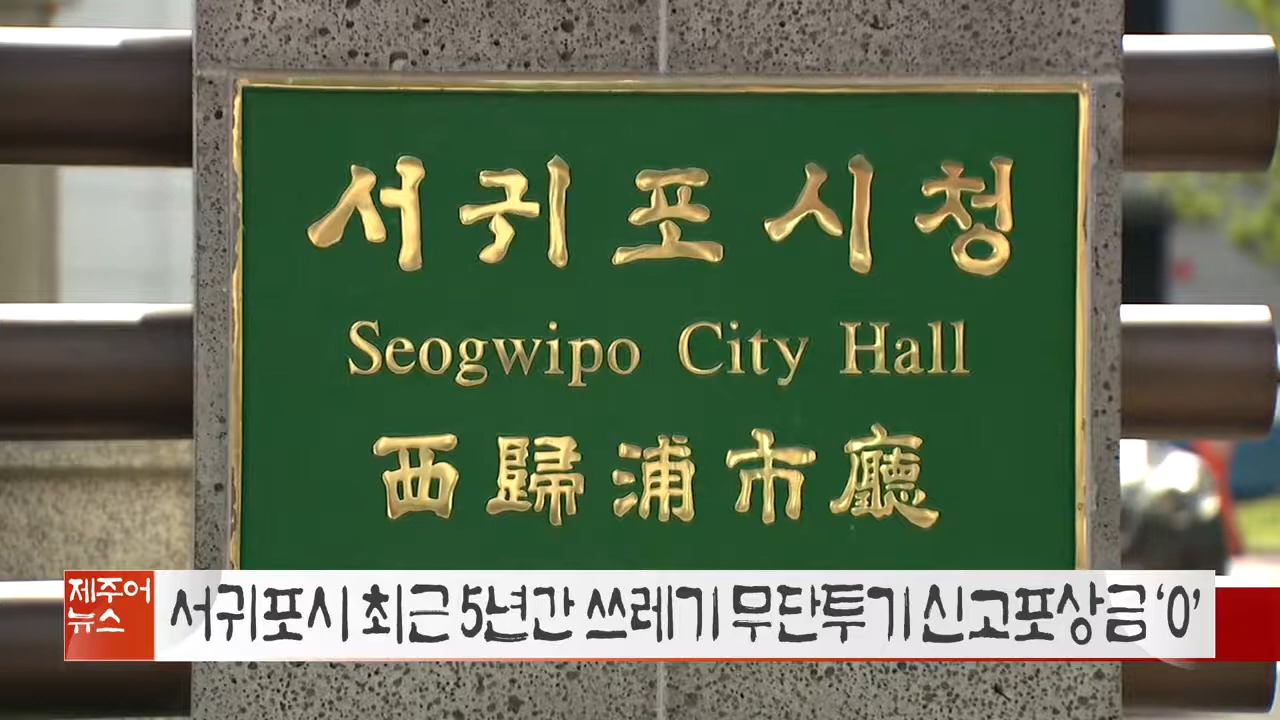 서귀포시청
Seogwipo City Hall
西歸浦市廳
제주어
뉴스
서귀포시 최근 5년간 쓰레기 무단투기 신고포상금 ‘0’